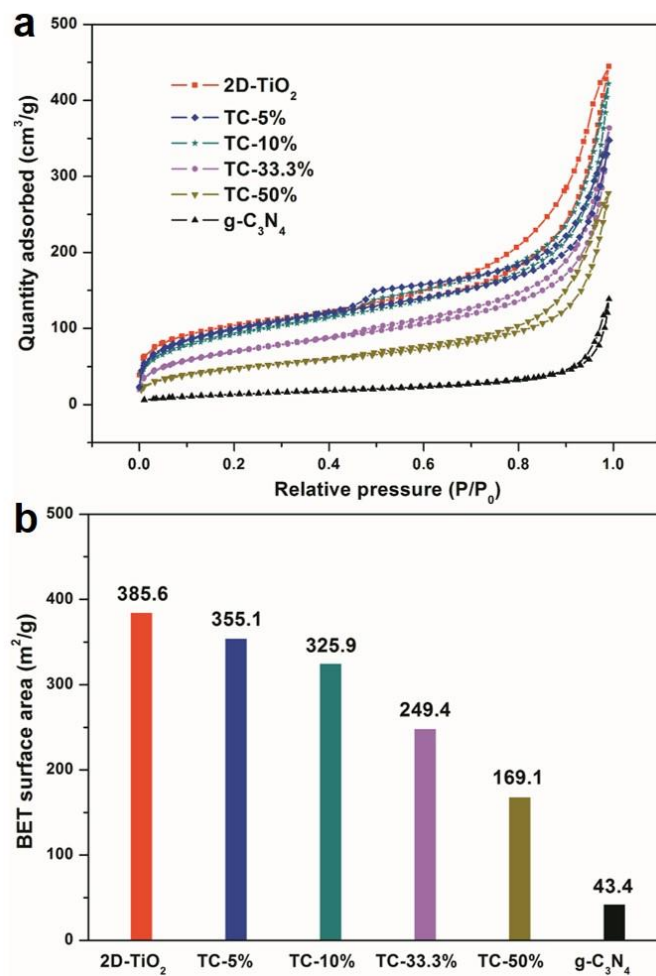 a
500
400
300
200
100
0
Quantity adsorbed (cm³/g)
2D-TiO₂
TC-5%
TC-10%
TC-33.3%
TC-50%
g-C₃N₄
0.0 0.2 0.4 0.6 0.8 1.0
Relative pressure (P/P₀)
b
500
400
300
200
100
0
BET surface area (m²/g)
385.6
355.1
325.9
249.4
169.1
43.4
2D-TiO₂ TC-5% TC-10% TC-33.3% TC-50% g-C₃N₄